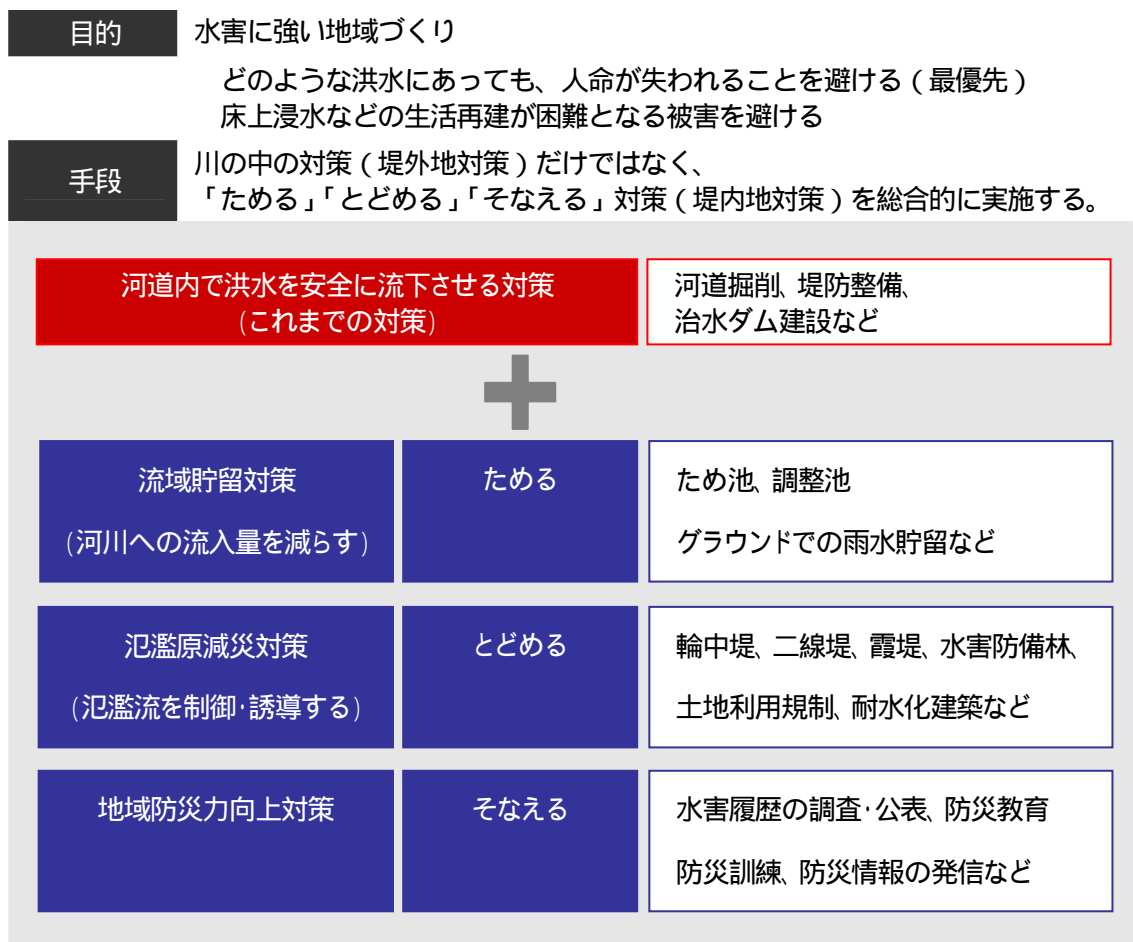 目的
水害に強い地域づくり
どのような洪水にあっても、人命が失われることを避ける(最優先)
床上浸水などの生活再建が困難となる被害を避ける
手段
川の中の対策(堤外地対策)だけではなく、
「ためる」「とどめる」「そなえる」対策(堤内地対策)を総合的に実施する。
河道内で洪水を安全に流下させる対策
(これまでの対策)
河道掘削、堤防整備、
治水ダム建設など
流域貯留対策
(河川への流入量を減らす)
ためる
ため池、調整池
グラウンドでの雨水貯留など
氾濫原減災対策
(氾濫流を制御・誘導する)
とどめる
輪中堤、二線堤、霞堤、水害防備林、
土地利用規制、耐水化建築など
地域防災力向上対策
そなえる
水害履歴の調査・公表、防災教育
防災訓練、防災情報の発信など